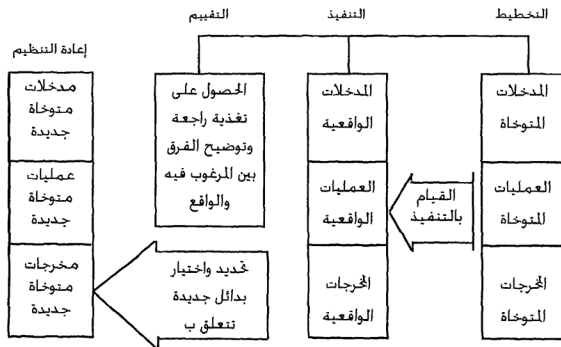 التخطيط
التنفيذ
التقييم
إعادة التنظيم
المدخلات
المتوخاة
العمليات
المتوخاة
المخرجات
المتوخاة
القيام
بالتنفيذ
المدخلات
الواقعية
العمليات
الواقعية
المخرجات
الواقعية
الحصول على
تغذية راجعة
وتوضيح الفرق
بين المرغوب فيه
والواقع
تحديد واختيار
بدائل جديدة
تتعلق ب
مدخلات
متوخاة
جديدة
عمليات
متوخاة
جديدة
مخرجات
متوخاة
جديدة